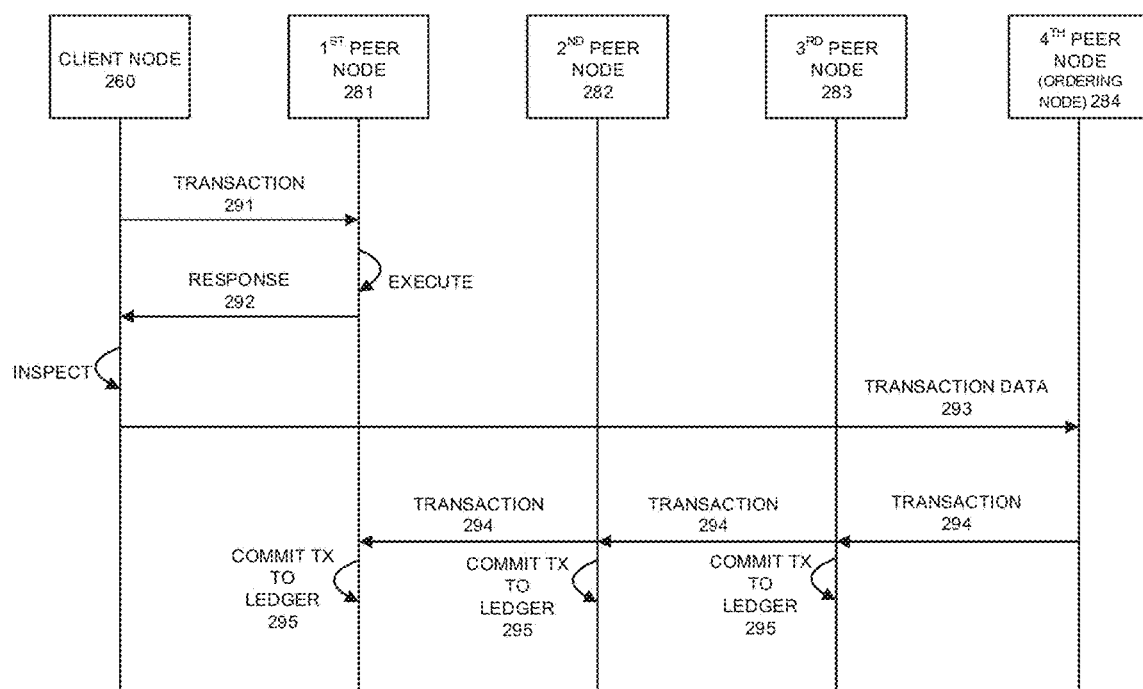 CLIENT NODE
260
1ST PEER
NODE
281
2ND PEER
NODE
282
3RD PEER
NODE
283
4TH PEER
NODE
(ORDERING
NODE) 284
TRANSACTION
291
EXECUTE
RESPONSE
292
INSPECT
TRANSACTION DATA
293
TRANSACTION
294
TRANSACTION
294
TRANSACTION
294
COMMIT TX
TO
LEDGER
295
COMMIT TX
TO
LEDGER
295
COMMIT TX
TO
LEDGER
295